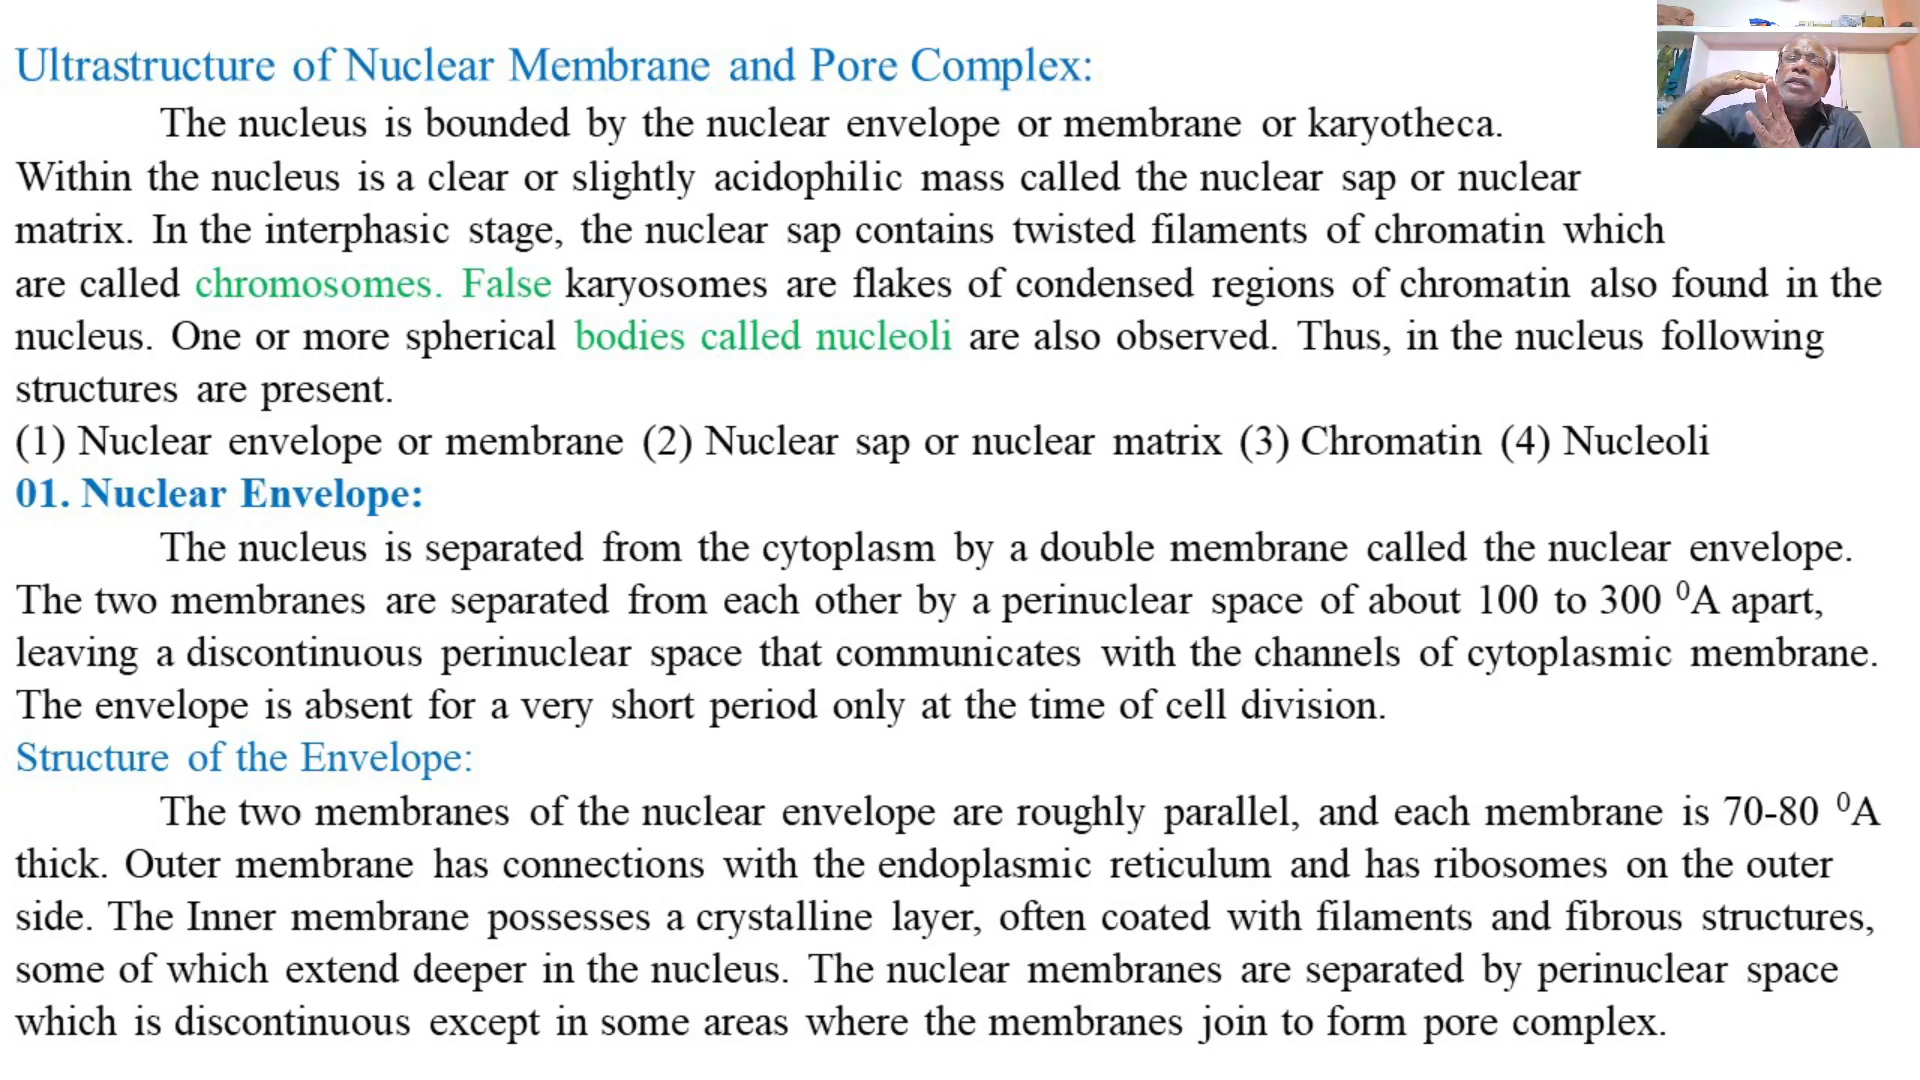 Ultrastructure of Nuclear Membrane and Pore Complex:
The nucleus is bounded by the nuclear envelope or membrane or karyotheca.
Within the nucleus is a clear or slightly acidophilic mass called the nuclear sap or nuclear
matrix. In the interphasic stage, the nuclear sap contains twisted filaments of chromatin which
are called chromosomes. False karyosomes are flakes of condensed regions of chromatin also found in the
nucleus. One or more spherical bodies called nucleoli are also observed. Thus, in the nucleus following
structures are present.
(1) Nuclear envelope or membrane (2) Nuclear sap or nuclear matrix (3) Chromatin (4) Nucleoli
01. Nuclear Envelope:
The nucleus is separated from the cytoplasm by a double membrane called the nuclear envelope.
The two membranes are separated from each other by a perinuclear space of about 100 to 300 ⁰A apart,
leaving a discontinuous perinuclear space that communicates with the channels of cytoplasmic membrane.
The envelope is absent for a very short period only at the time of cell division.
Structure of the Envelope:
The two membranes of the nuclear envelope are roughly parallel, and each membrane is 70-80 ⁰A
thick. Outer membrane has connections with the endoplasmic reticulum and has ribosomes on the outer
side. The Inner membrane possesses a crystalline layer, often coated with filaments and fibrous structures,
some of which extend deeper in the nucleus. The nuclear membranes are separated by perinuclear space
which is discontinuous except in some areas where the membranes join to form pore complex.